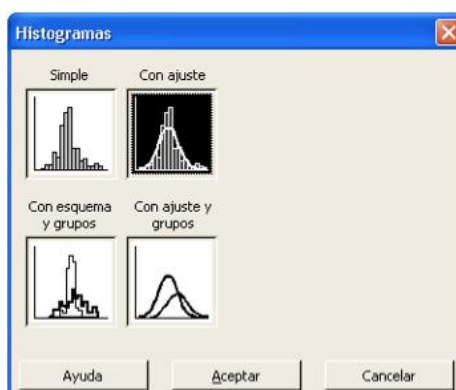 Histogramas
Simple
Con ajuste
Con esquema
y grupos
Con ajuste y
grupos
Ayuda
Aceptar
Cancelar